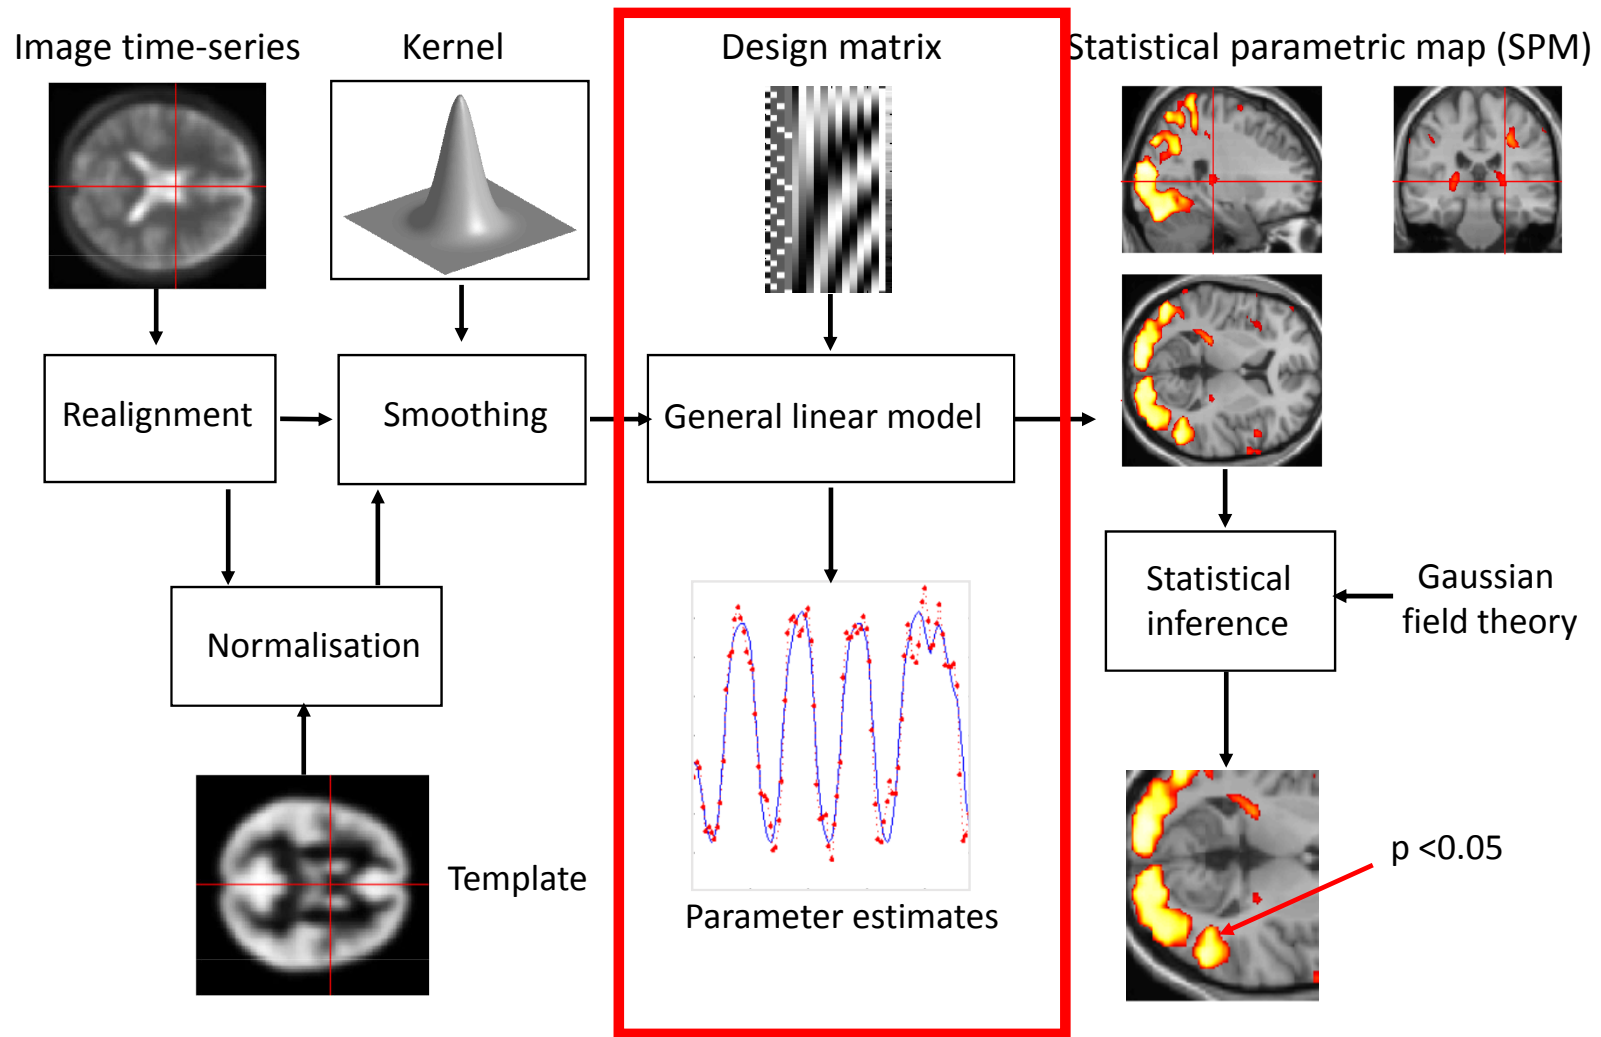 Image time-series
Kernel
Design matrix
Statistical parametric map (SPM)
Realignment
Smoothing
General linear model
Statistical
inference
Gaussian
field theory
Normalisation
Template
Parameter estimates
p <0.05